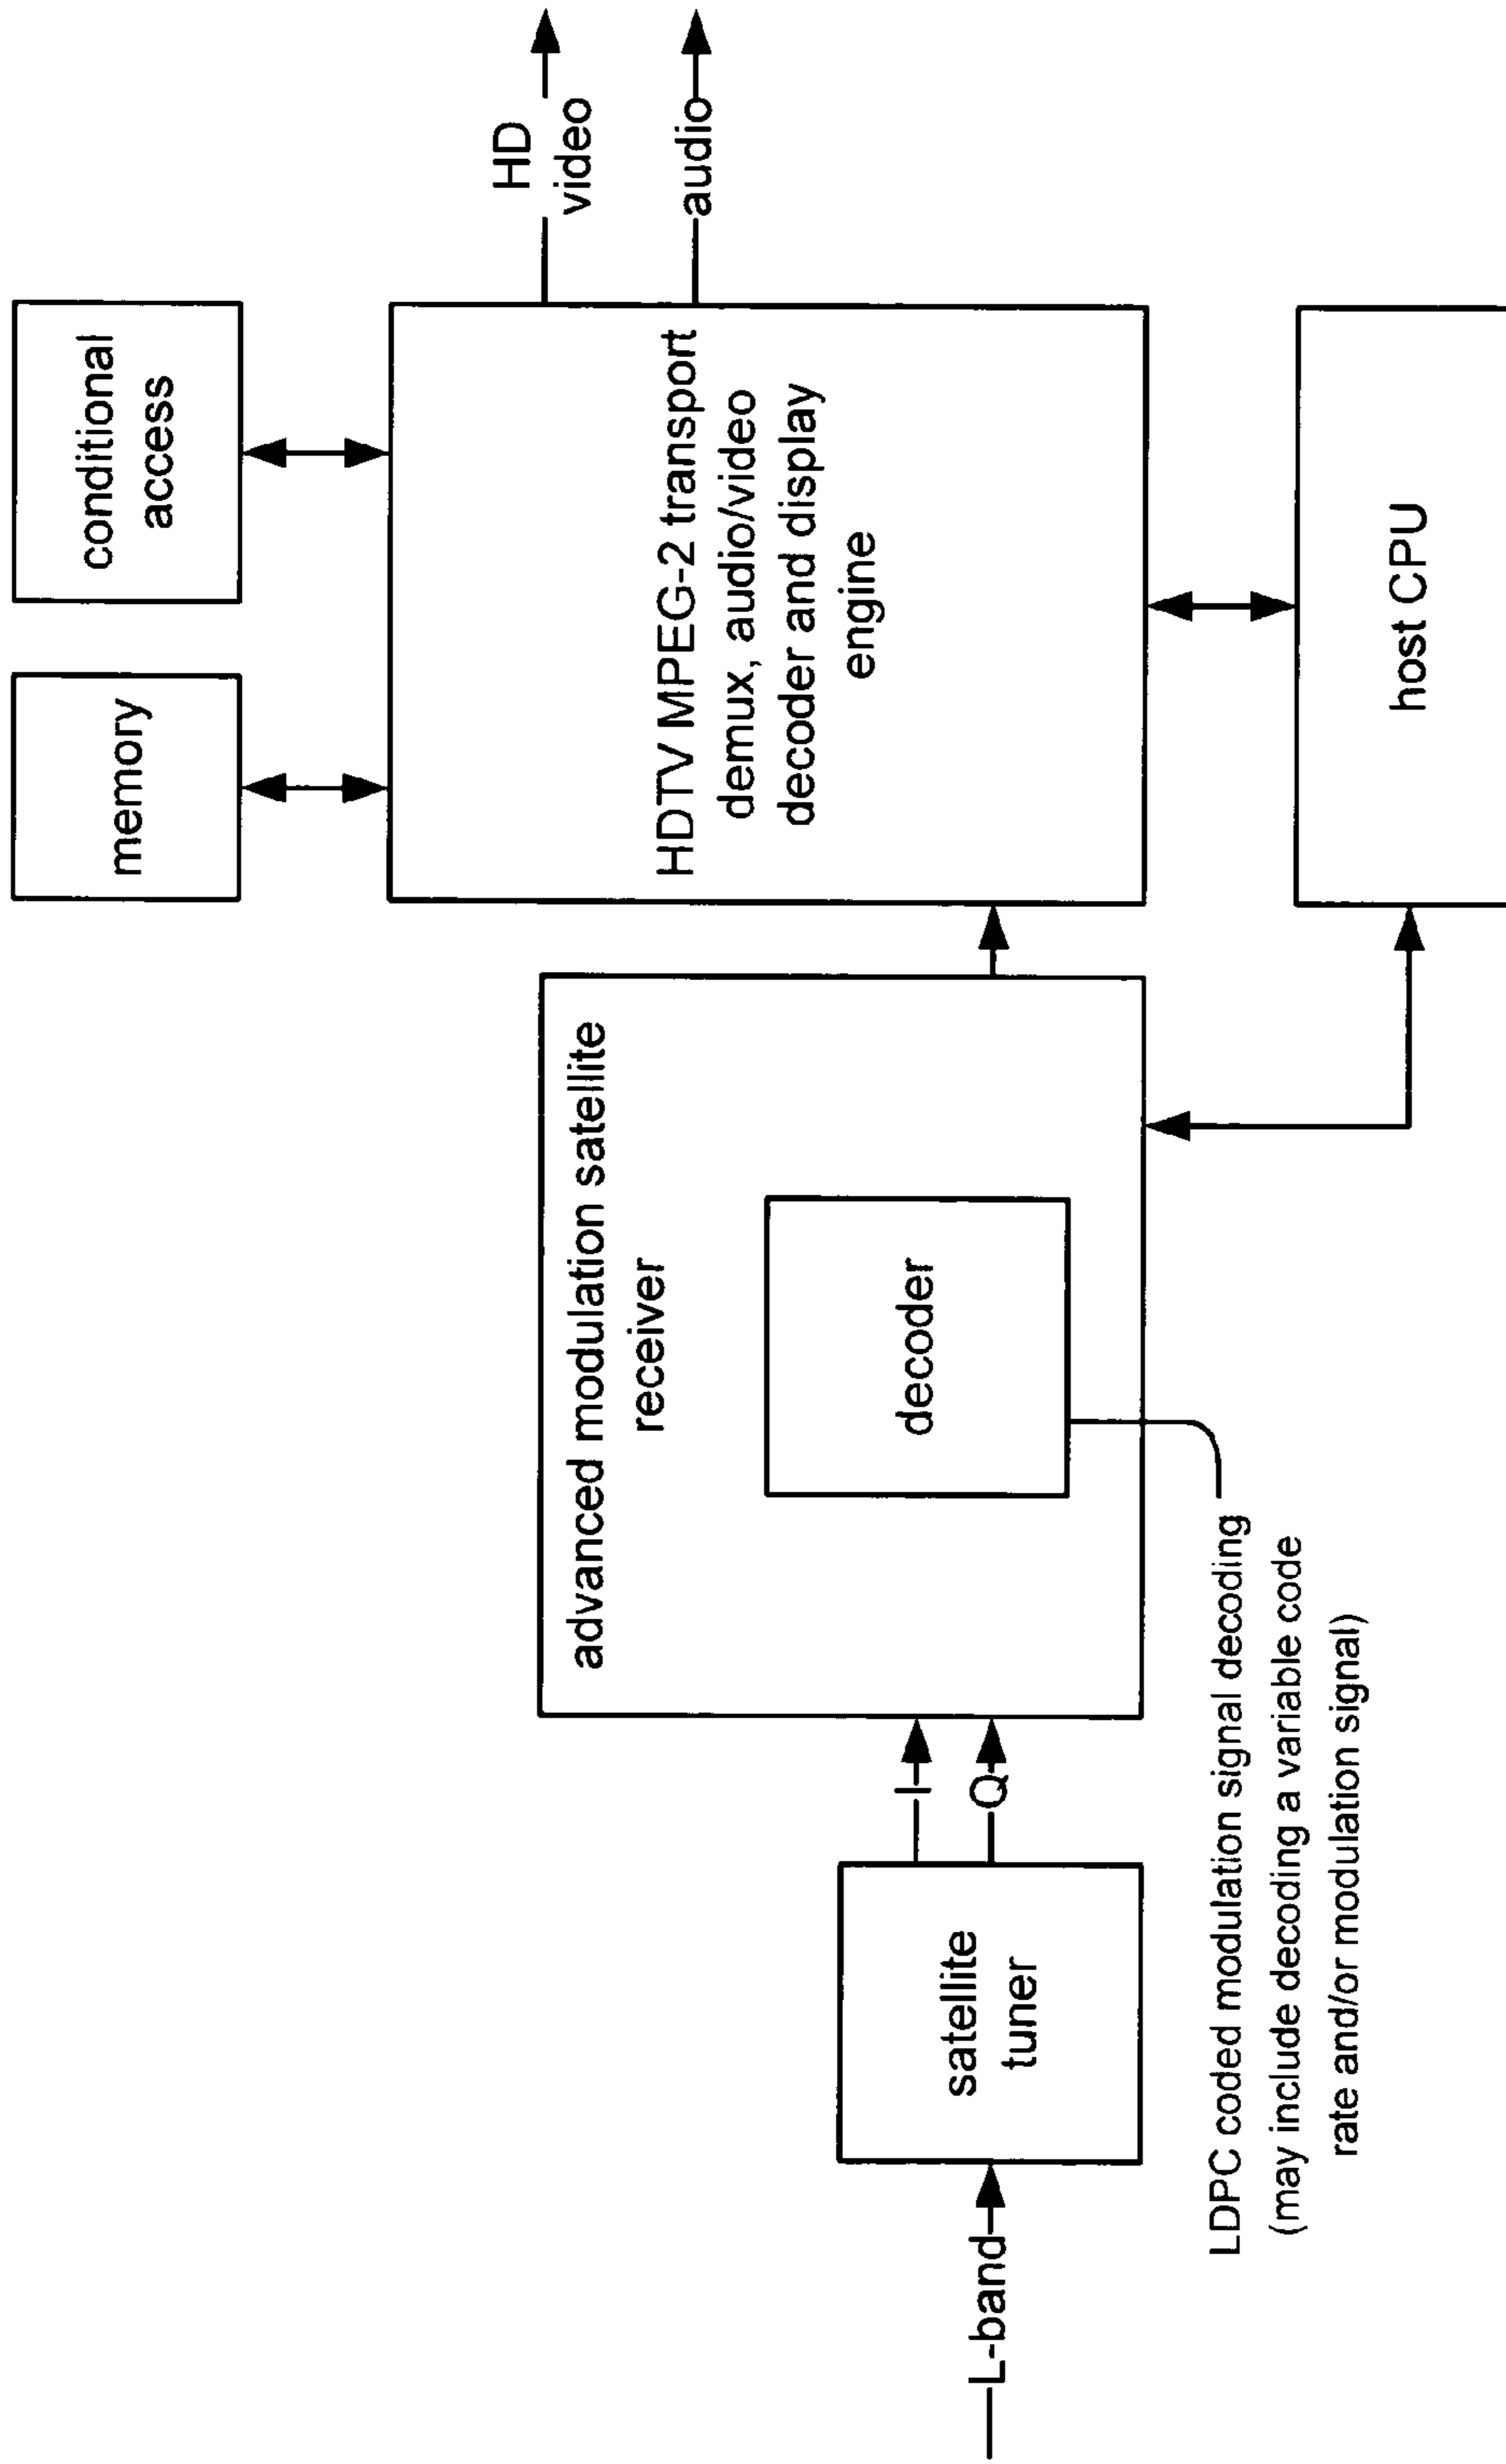 L-band
satellite
tuner
I
Q
advanced modulation satellite
receiver
decoder
LDPC coded modulation signal decoding
(may include decoding a variable code
rate and/or modulation signal)
memory
conditional
access
HDTV MPEG-2 transport
demux, audio/video
decoder and display
engine
HD
video
audio
host CPU